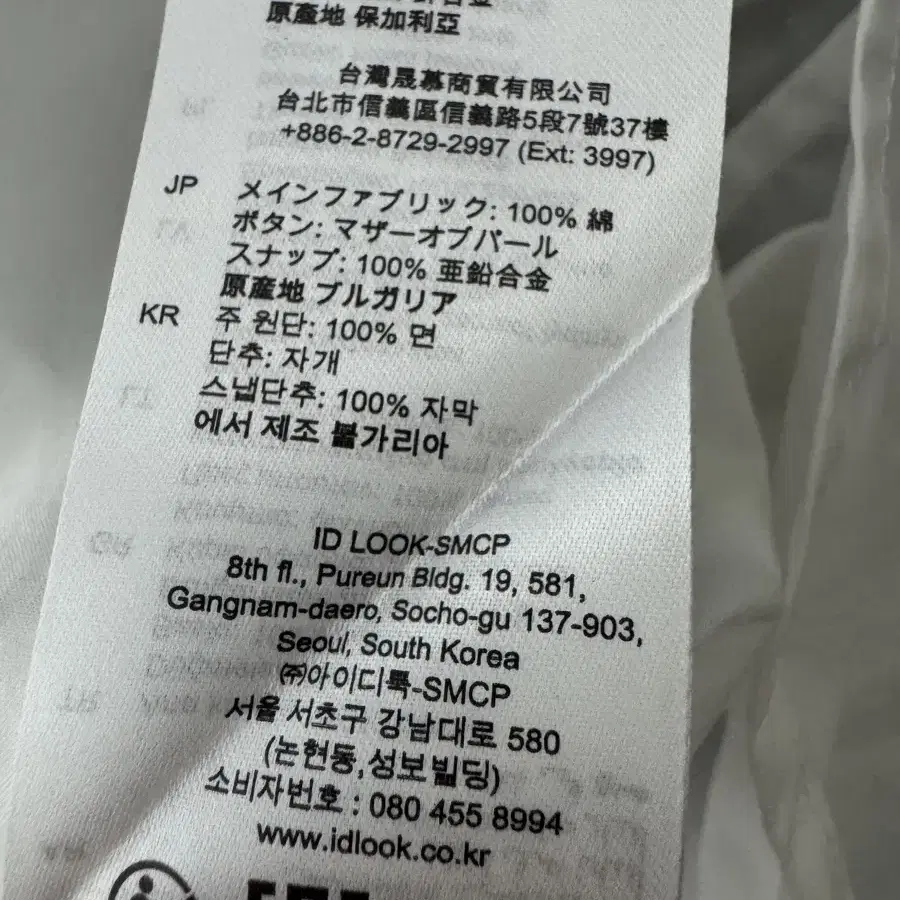 原產地 保加利亞
台灣晟慕商貿有限公司
台北市信義區信義路5段7號37樓
+886-2-8729-2997 (Ext: 3997)
JP メインファブリック: 100% 綿
ボタン: マザーオブパール
スナップ: 100% 亜鉛合金
原産地 ブルガリア
KR 주 원단: 100% 면
단추: 자개
스냅단추: 100% 자막
에서 제조 불가리아
ID LOOK-SMCP
8th fl., Pureun Bldg. 19, 581,
Gangnam-daero, Socho-gu 137-903,
Seoul, South Korea
㈜아이디룩-SMCP
서울 서초구 강남대로 580
(논현동,성보빌딩)
소비자번호 : 080 455 8994
www.idlook.co.kr